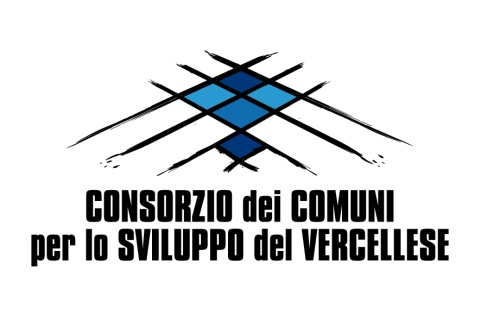 CONSORZIO dei COMUNI
per lo SVILUPPO del VERCELLESE